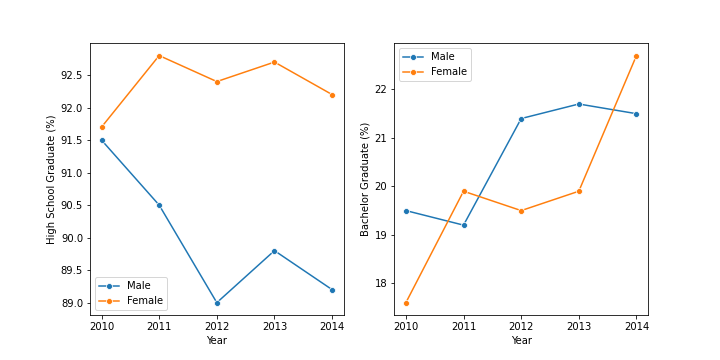 High School Graduate (%)
92.5
92.0
91.5
91.0
90.5
90.0
89.5
89.0
Male
Female
2010 2011 2012 2013 2014
Year
Bachelor Graduate (%)
22
21
20
19
18
Male
Female
2010 2011 2012 2013 2014
Year